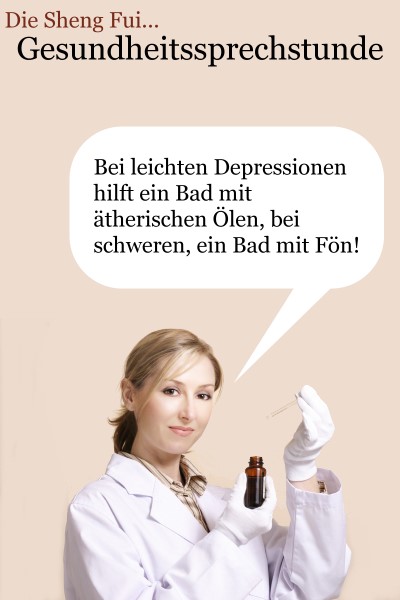 Die Sheng Fui...
Gesundheitssprechstunde
Bei leichten Depressionen
hilft ein Bad mit
ätherischen Ölen, bei
schweren, ein Bad mit Fön!